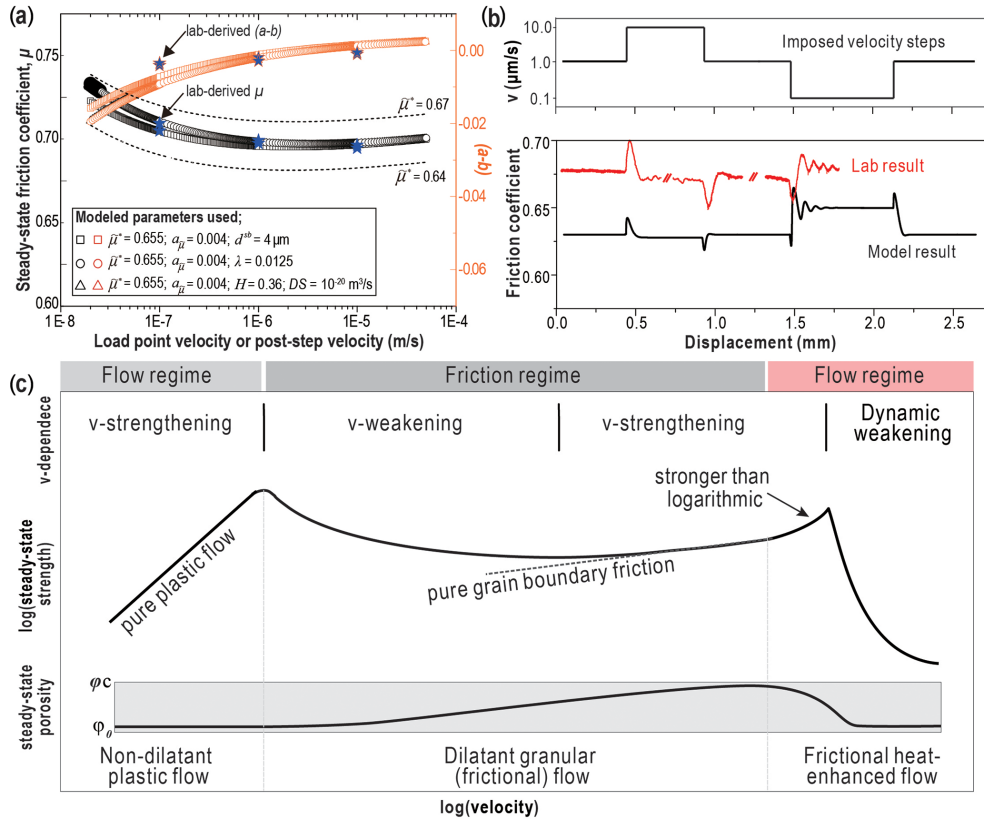 (a)
0.75
0.70
0.65
0.60
Steady-state friction coefficient, μ
lab-derived (a-b)
lab-derived μ
μ̃* = 0.67
μ̃* = 0.64
0.00
-0.02
-0.04
-0.06
(a-b)
Modeled parameters used;
μ̃* = 0.655; aμ̃ = 0.004; dˢᵇ = 4 μm
μ̃* = 0.655; aμ̃ = 0.004; λ = 0.0125
μ̃* = 0.655; aμ̃ = 0.004; H = 0.36; DS = 10⁻²⁰ m³/s
1E-8 1E-7 1E-6 1E-5 1E-4
Load point velocity or post-step velocity (m/s)
(b)
v (μm/s)
10.0
1.0
0.1
Imposed velocity steps
Friction coefficient
0.70
0.65
0.60
Lab result
Model result
0.0 0.5 1.0 1.5 2.0 2.5
Displacement (mm)
(c)
Flow regime Friction regime Flow regime
v-dependece
v-strengthening v-weakening v-strengthening
Dynamic
weakening
log(steady-state
strength)
pure plastic flow
pure grain boundary friction
stronger than
logarithmic
steady-state
porosity
φc
φ₀
Non-dilatant
plastic flow
Dilatant granular
(frictional) flow
Frictional heat-
enhanced flow
log(velocity)